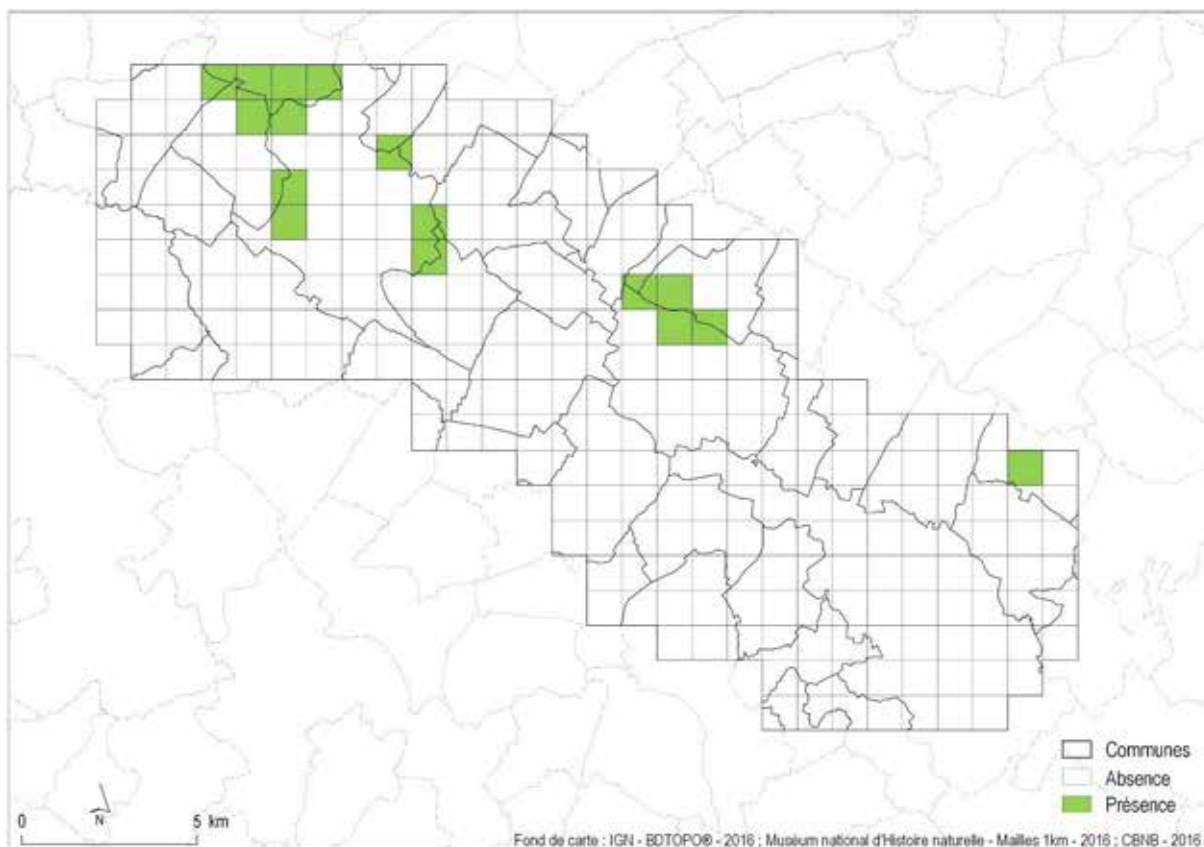 Communes
Absence
Présence
N
0 5 km
Fond de carte : IGN - BDTOPO® - 2016 ; Muséum national d'Histoire naturelle - Mailles 1km - 2016 ; CBNB - 2016